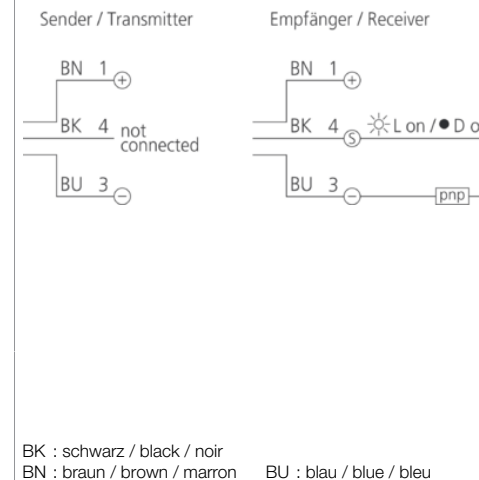 Sender / Transmitter
Empfänger / Receiver
BN 1 +
BK 4 not connected
BU 3 −
BN 1 +
BK 4 S L on / D o
BU 3 − pnp
BK : schwarz / black / noir
BN : braun / brown / marron BU : blau / blue / bleu